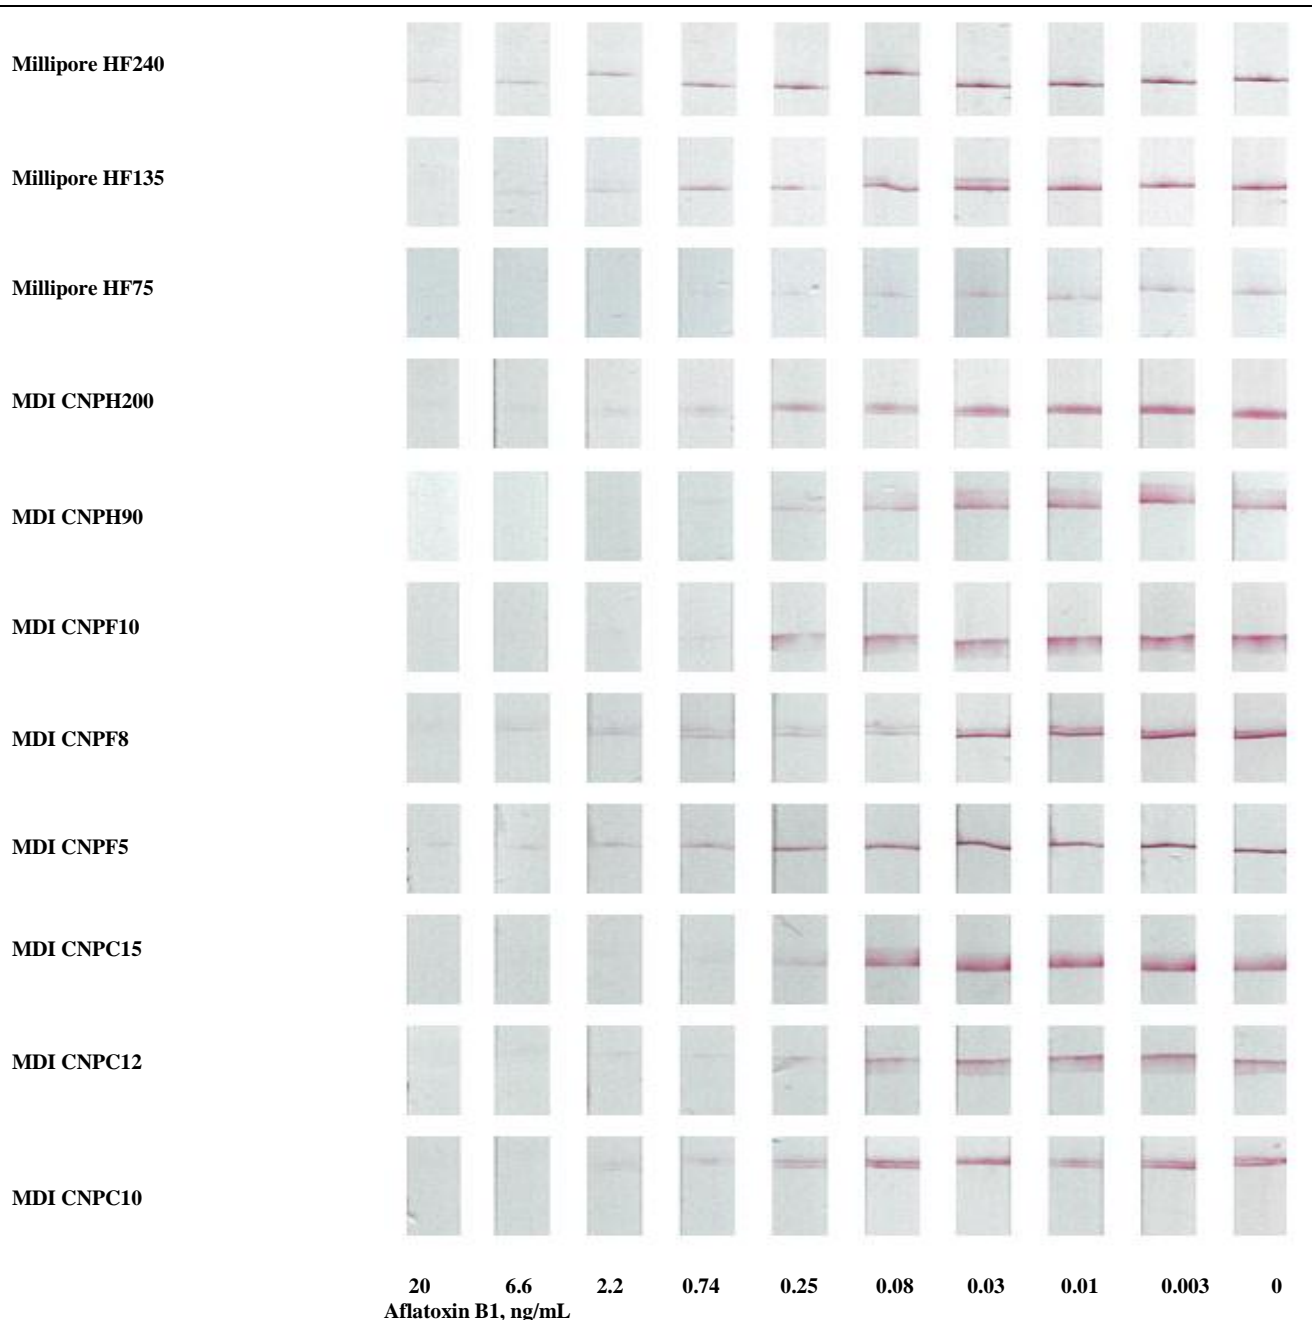 Millipore HF240
Millipore HF135
Millipore HF75
MDI CNPH200
MDI CNPH90
MDI CNPF10
MDI CNPF8
MDI CNPF5
MDI CNPC15
MDI CNPC12
MDI CNPC10
20 6.6 2.2 0.74 0.25 0.08 0.03 0.01 0.003 0
Aflatoxin B1, ng/mL